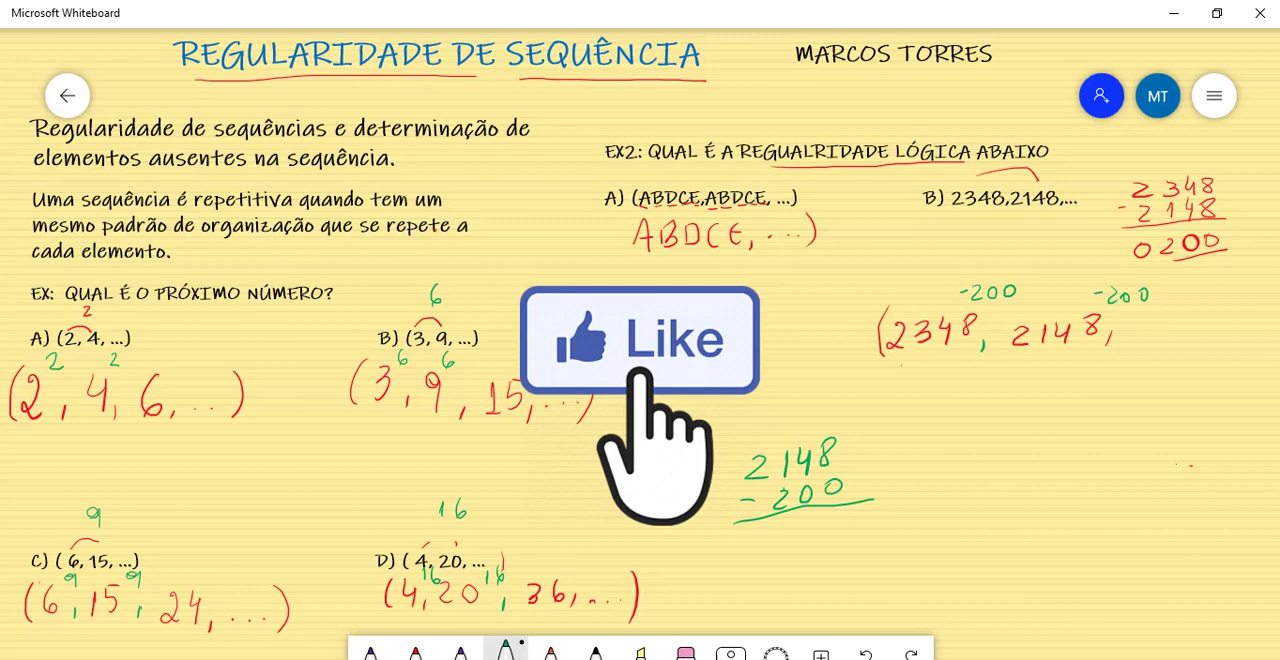 Microsoft Whiteboard
REGULARIDADE DE SEQUÊNCIA
MARCOS TORRES
MT
Regularidade de sequências e determinação de
elementos ausentes na sequência.
Uma sequência é repetitiva quando tem um
mesmo padrão de organização que se repete a
cada elemento.
EX: QUAL É O PRÓXIMO NÚMERO?
2
A) (2, 4, ...)
2 2
(2, 4, 6, ...)
6
B) (3, 9, ...)
6 6
(3, 9, 15, ...)
9
C) ( 6, 15, ...)
9 9
(6, 15, 24, ...)
16
D) ( 4, 20, ... )
16 16
(4, 20, 36, ...)
EX2: QUAL É A REGUALRIDADE LÓGICA ABAIXO
A) (ABDCE,ABDCE, ...)
ABDCE, ...)
B) 2348,2148,...
2348
- 2148
0200
-200 -200
(2348, 2148,
2148
- 200
Like